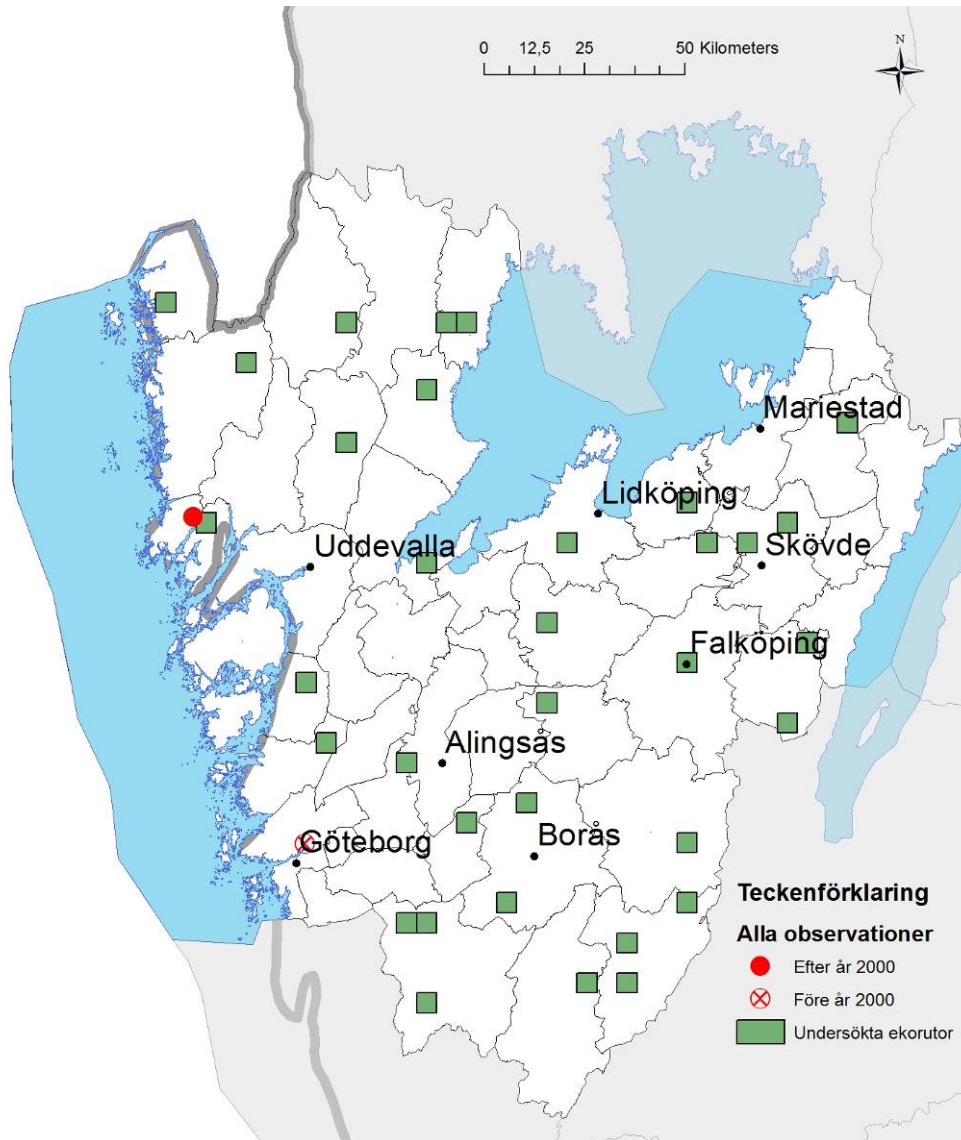 0 12,5 25 50 Kilometers
N
Mariestad
Lidköping
Uddevalla
Skövde
Falköping
Alingsås
Göteborg
Borås
Teckenförklaring
Alla observationer
Efter år 2000
Före år 2000
Undersökta ekorutor